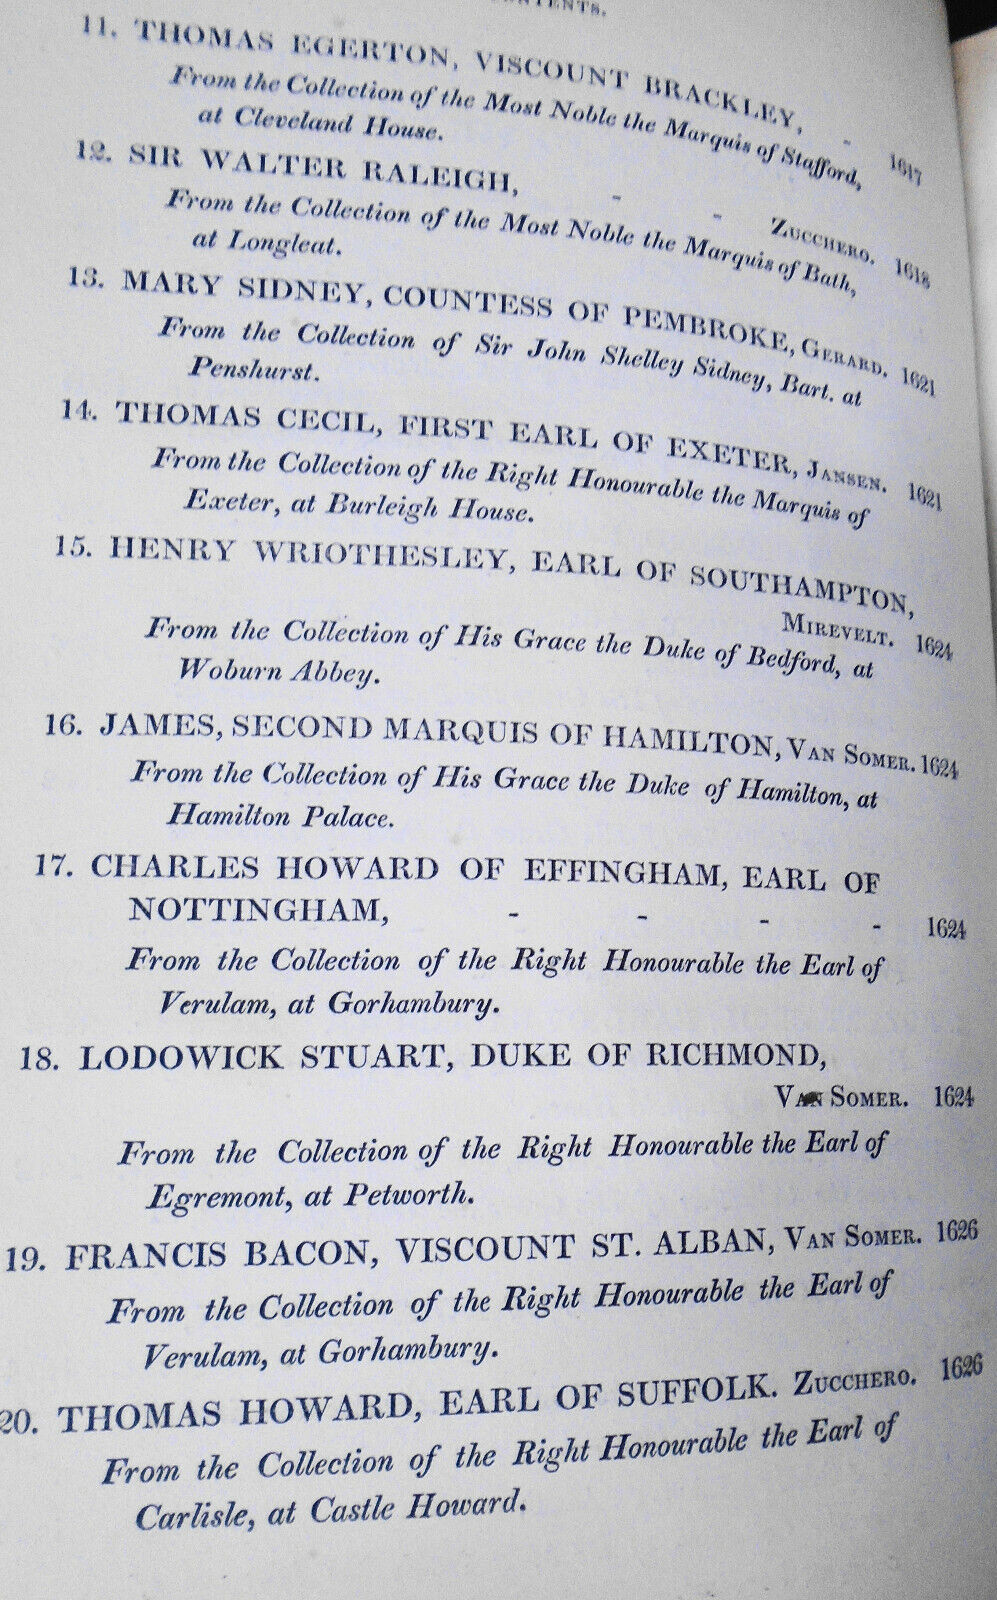 CONTENTS.
11. THOMAS EGERTON, VISCOUNT BRACKLEY,
- 1617
From the Collection of the Most Noble the Marquis of Stafford,
at Cleveland House.
12. SIR WALTER RALEIGH, - - ZUCCHERO. 1618
From the Collection of the Most Noble the Marquis of Bath,
at Longleat.
13. MARY SIDNEY, COUNTESS OF PEMBROKE, GERARD. 1621
From the Collection of Sir John Shelley Sidney, Bart. at
Penshurst.
14. THOMAS CECIL, FIRST EARL OF EXETER, JANSEN. 1621
From the Collection of the Right Honourable the Marquis of
Exeter, at Burleigh House.
15. HENRY WRIOTHESLEY, EARL OF SOUTHAMPTON,
MIREVELT. 1624
From the Collection of His Grace the Duke of Bedford, at
Woburn Abbey.
16. JAMES, SECOND MARQUIS OF HAMILTON, VAN SOMER. 1624
From the Collection of His Grace the Duke of Hamilton, at
Hamilton Palace.
17. CHARLES HOWARD OF EFFINGHAM, EARL OF
NOTTINGHAM, - - - - 1624
From the Collection of the Right Honourable the Earl of
Verulam, at Gorhambury.
18. LODOWICK STUART, DUKE OF RICHMOND,
VAN SOMER. 1624
From the Collection of the Right Honourable the Earl of
Egremont, at Petworth.
19. FRANCIS BACON, VISCOUNT ST. ALBAN, VAN SOMER. 1626
From the Collection of the Right Honourable the Earl of
Verulam, at Gorhambury.
20. THOMAS HOWARD, EARL OF SUFFOLK. ZUCCHERO. 1626
From the Collection of the Right Honourable the Earl of
Carlisle, at Castle Howard.